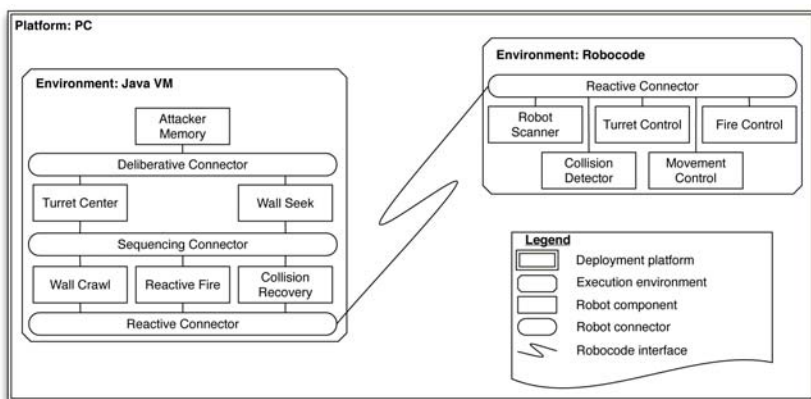 Platform: PC
Environment: Java VM
Attacker
Memory
Deliberative Connector
Turret Center
Wall Seek
Sequencing Connector
Wall Crawl
Reactive Fire
Collision
Recovery
Reactive Connector
Environment: Robocode
Reactive Connector
Robot
Scanner
Turret Control
Fire Control
Collision
Detector
Movement
Control
Legend
Deployment platform
Execution environment
Robot component
Robot connector
Robocode interface